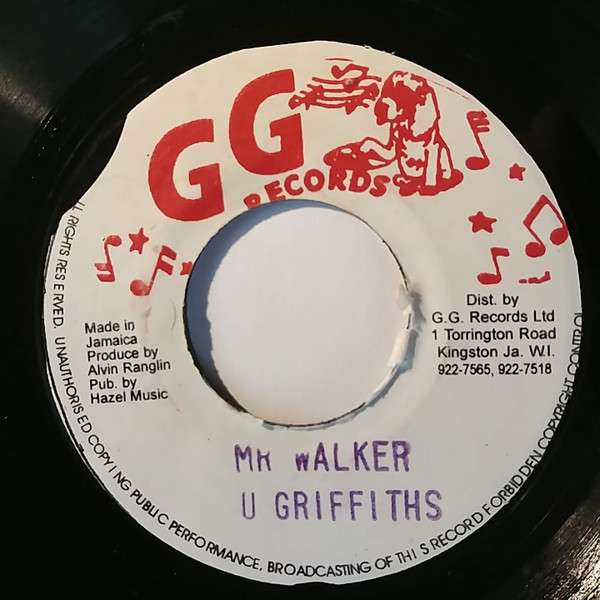 GG
RECORDS
Made in
Jamaica
Produce by
Alvin Ranglin
Pub. by
Hazel Music
Dist. by
G.G. Records Ltd
1 Torrington Road
Kingston Ja. W.I.
922-7565, 922-7518
MR WALKER
U GRIFFITHS
LL RIGHTS RESERVED. UNAUTHORISED COPYING PUBLIC PERFORMANCE, BROADCASTING OF THIS RECORD FORBIDDEN COPYRIGHT CONTROL